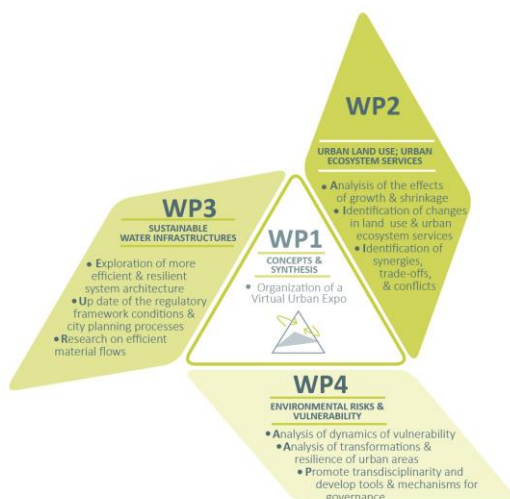 WP2
URBAN LAND USE; URBAN
ECOSYSTEM SERVICES
• Analyisis of the effects
of growth & shrinkage
• Identification of changes
in land use & urban
ecosystem services
• Identification of
synergies,
trade-offs,
& conflicts
WP3
SUSTAINABLE
WATER INFRASTRUCTURES
• Exploration of more
efficient & resilient
system architecture
• Up date of the regulatory
framework conditions &
city planning processes
• Research on efficient
material flows
WP1
CONCEPTS &
SYNTHESIS
• Organization of a
Virtual Urban Expo
WP4
ENVIRONMENTAL RISKS &
VULNERABILITY
• Analysis of dynamics of vulnerability
• Analysis of transformations &
resilience of urban areas
• Promote transdisciplinarity and
develop tools & mechanisms for
governance